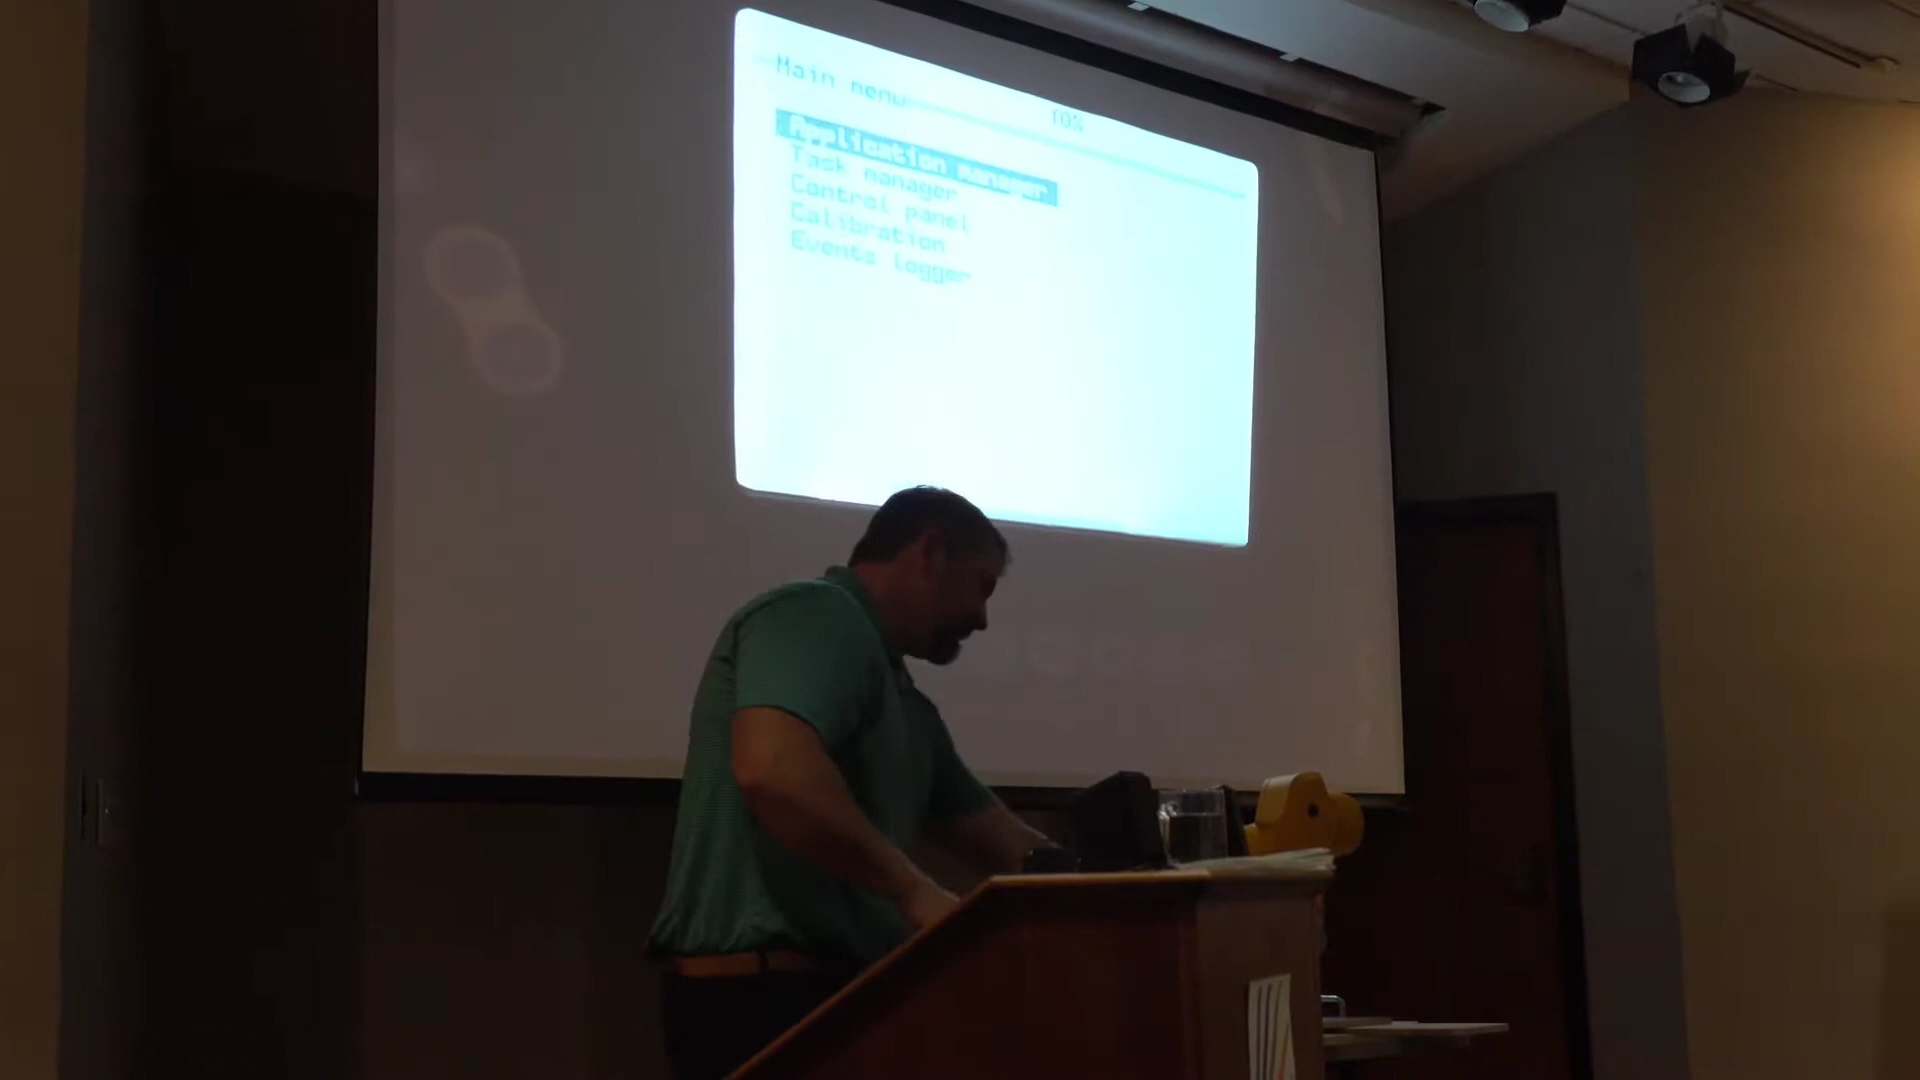 Main menu
10%
Application manager
Task manager
Control panel
Calibration
Events logger